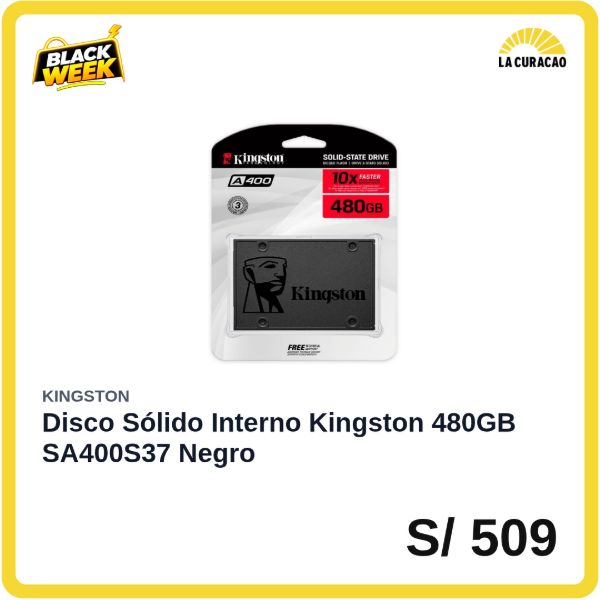 BLACK
WEEK
LA CURACAO
Kingston
SOLID-STATE DRIVE
A400
10x FASTER
480GB
3
Kingston
FREE
KINGSTON
Disco Sólido Interno Kingston 480GB
SA400S37 Negro
S/ 509